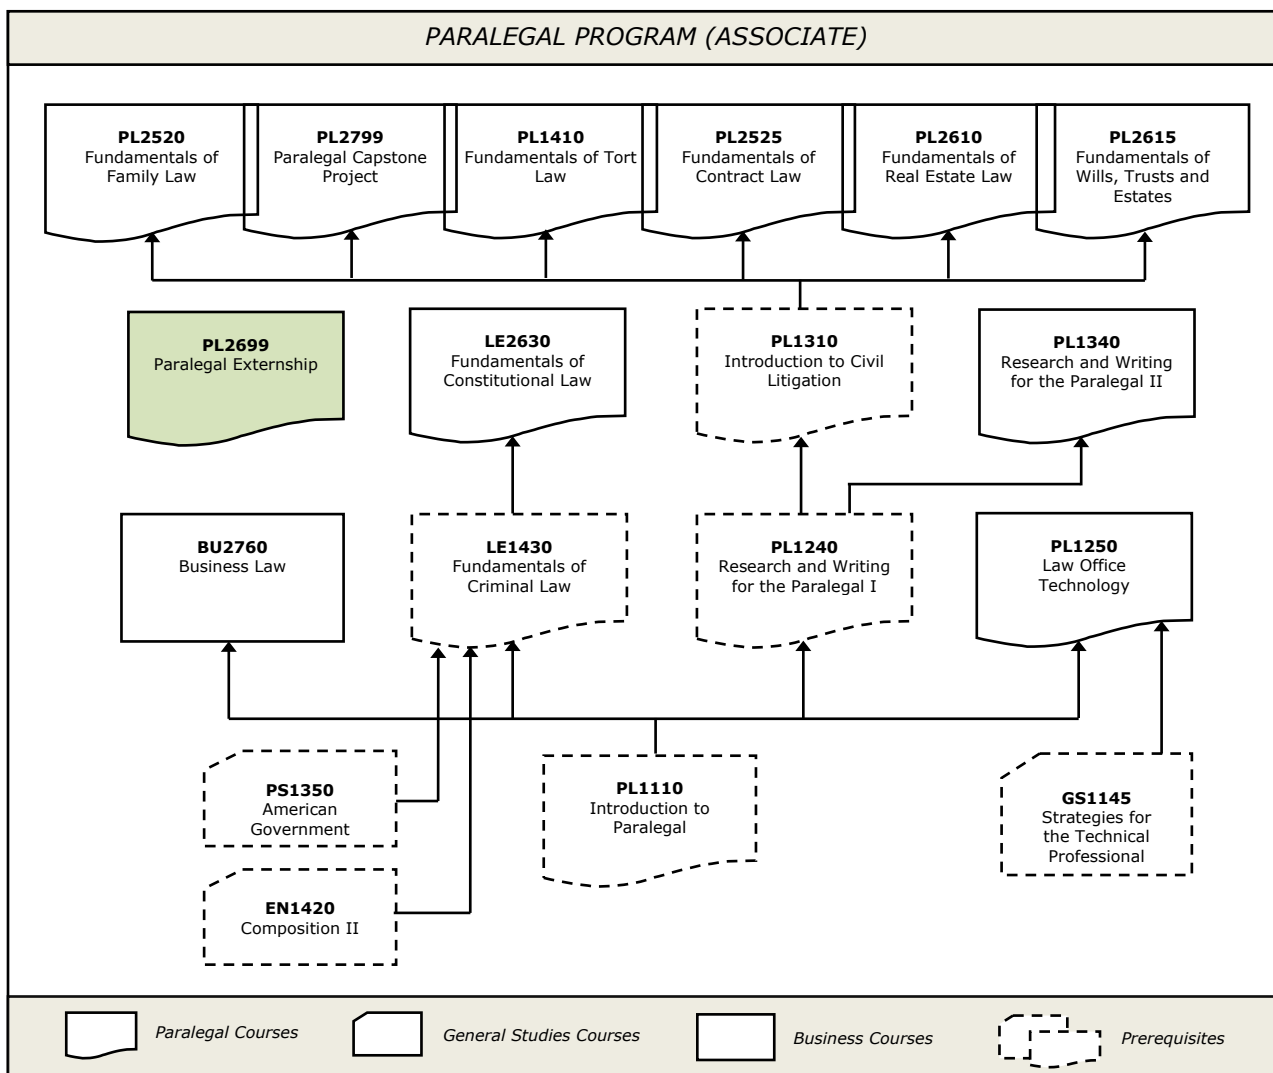 PARALEGAL PROGRAM (ASSOCIATE)
PL2520
Fundamentals of
Family Law
PL2799
Paralegal Capstone
Project
PL1410
Fundamentals of Tort
Law
PL2525
Fundamentals of
Contract Law
PL2610
Fundamentals of
Real Estate Law
PL2615
Fundamentals of
Wills, Trusts and
Estates
PL2699
Paralegal Externship
LE2630
Fundamentals of
Constitutional Law
PL1310
Introduction to Civil
Litigation
PL1340
Research and Writing
for the Paralegal II
BU2760
Business Law
LE1430
Fundamentals of
Criminal Law
PL1240
Research and Writing
for the Paralegal I
PL1250
Law Office
Technology
PS1350
American
Government
PL1110
Introduction to
Paralegal
GS1145
Strategies for
the Technical
Professional
EN1420
Composition II
Paralegal Courses
General Studies Courses
Business Courses
Prerequisites